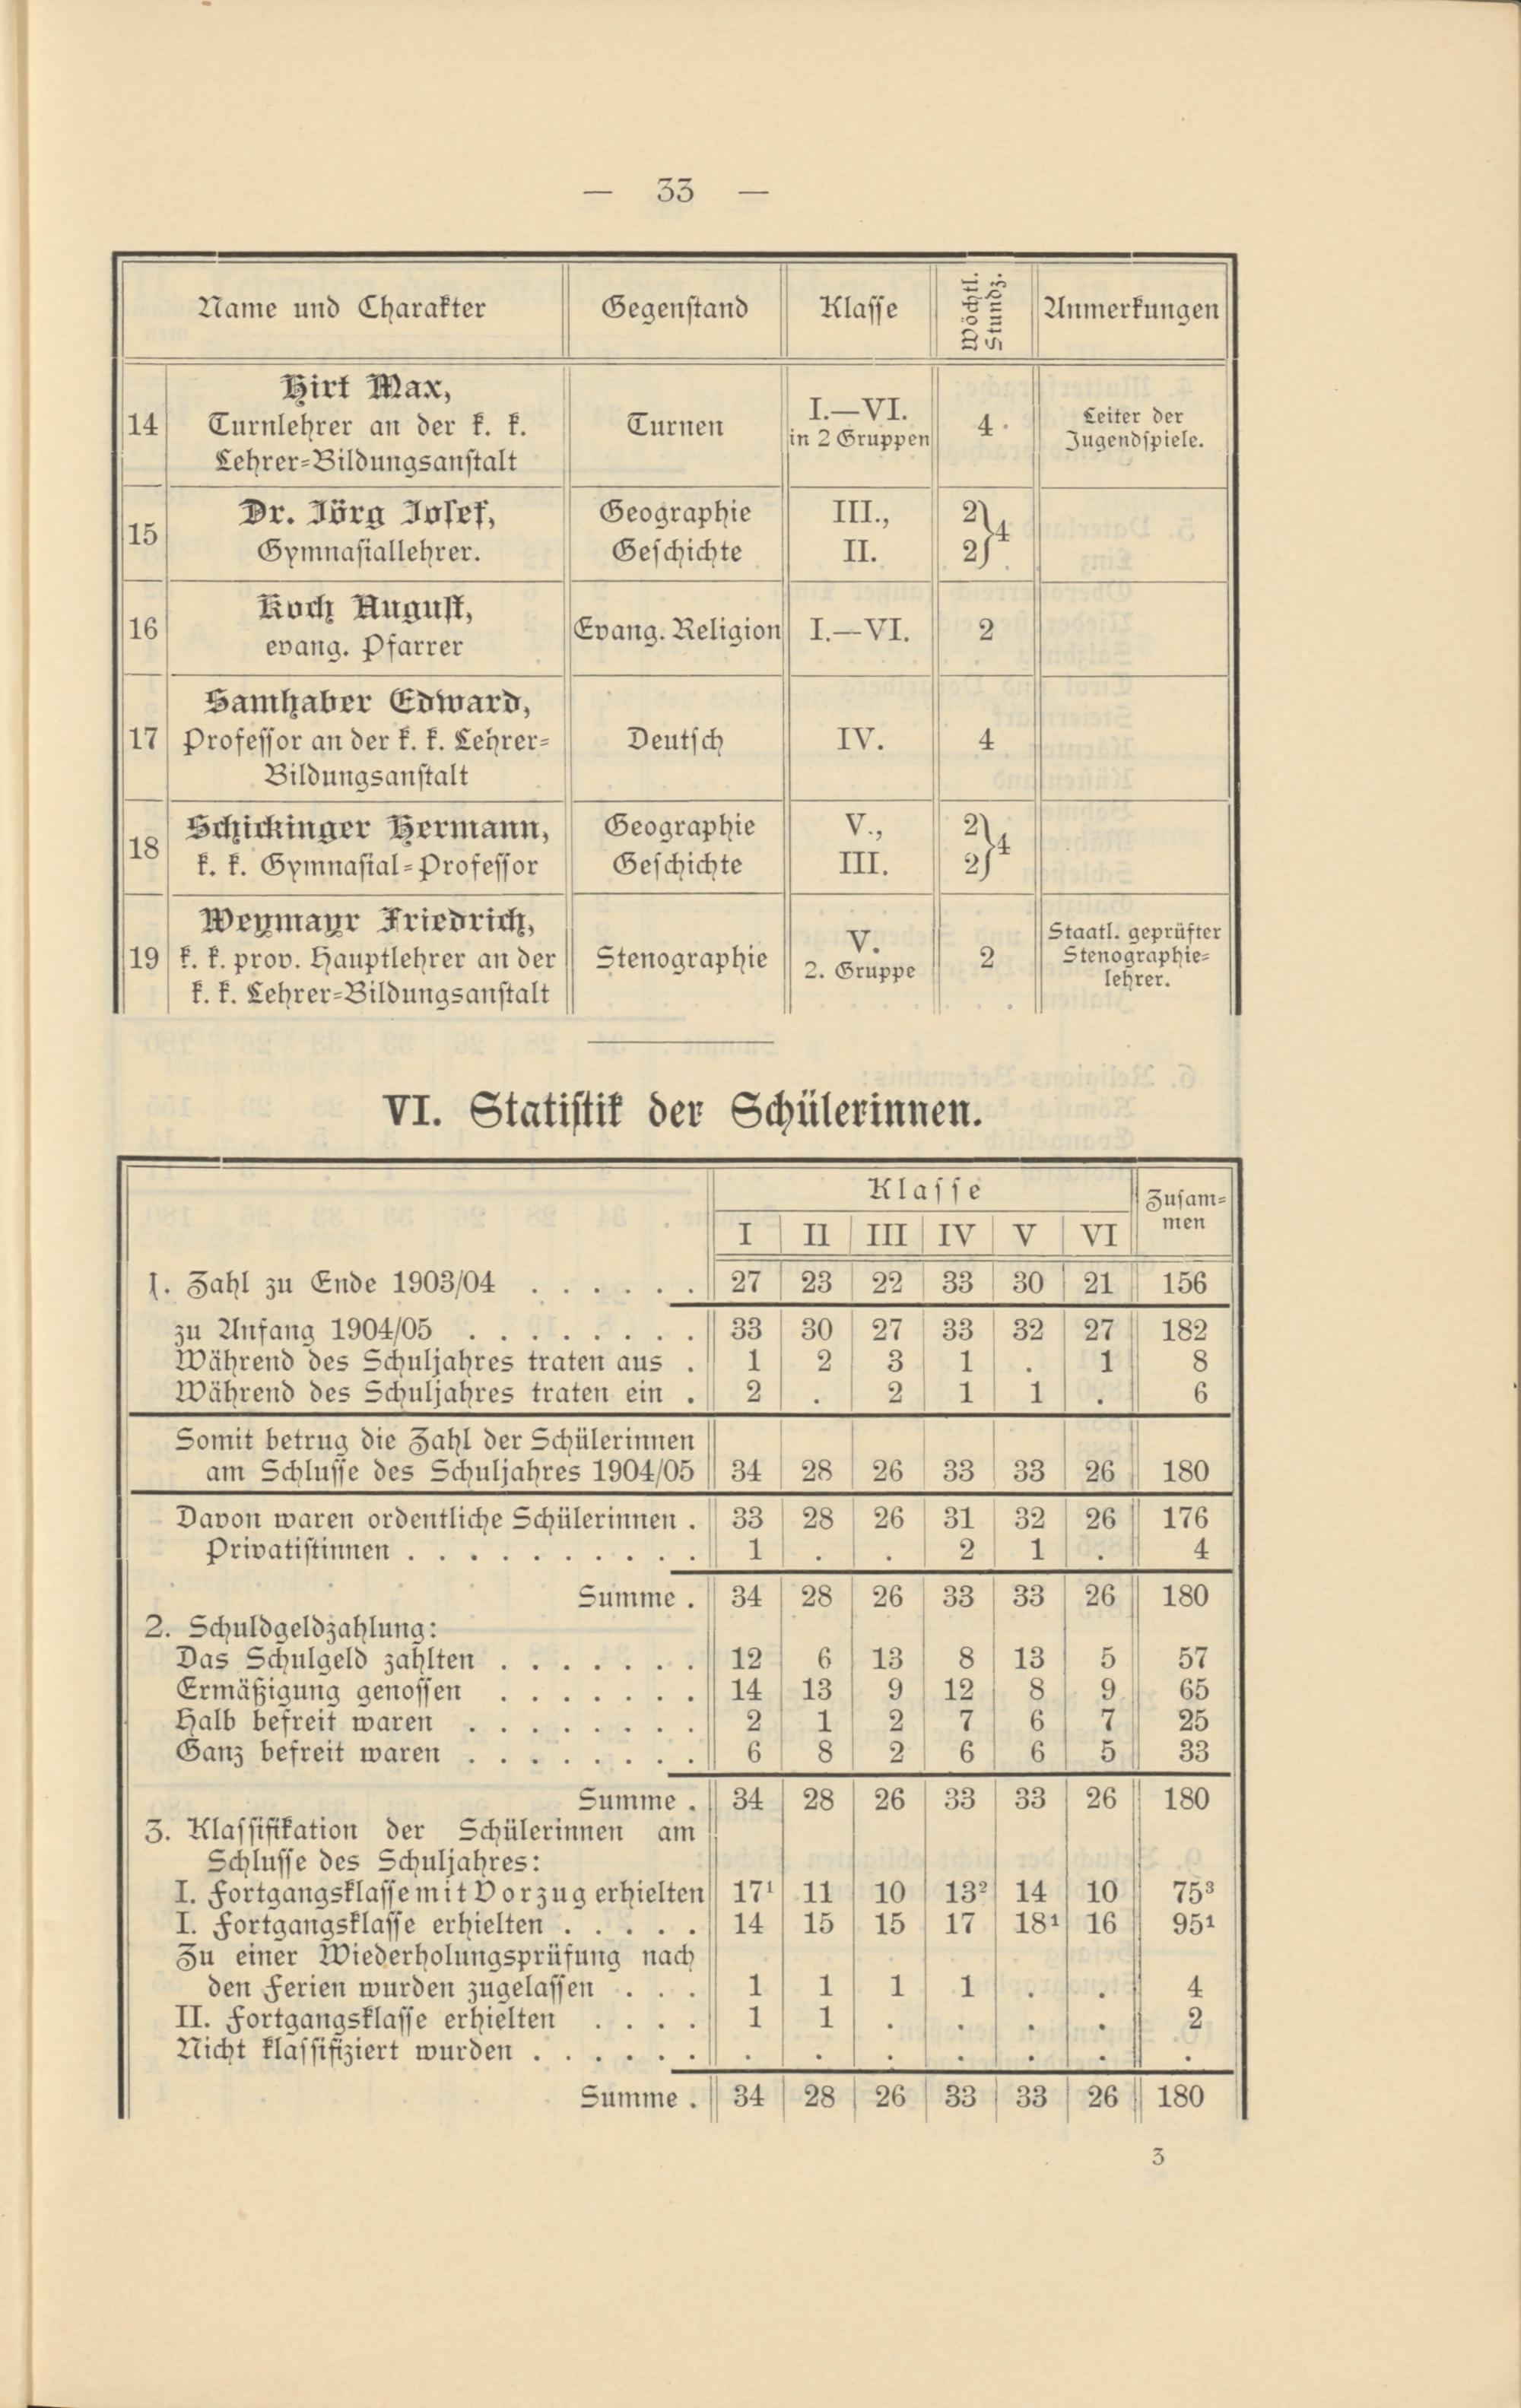 — 33 —
Name und Charakter | Gegenstand | Klasse | Wöchtl. Stundz. | Anmerkungen
14 | Hirt Max, Turnlehrer an der k. k. Lehrer-Bildungsanstalt | Turnen | I.—VI. in 2 Gruppen | 4 | Leiter der Jugendspiele.
15 | Dr. Jörg Josef, Gymnasiallehrer. | Geographie Geschichte | III., II. | 2 2 } 4
16 | Koch August, evang. Pfarrer | Evang. Religion | I.—VI. | 2
17 | Samhaber Edward, Professor an der k. k. Lehrer-Bildungsanstalt | Deutsch | IV. | 4
18 | Schickinger Hermann, k. k. Gymnasial-Professor | Geographie Geschichte | V., III. | 2 2 } 4
19 | Weymayr Friedrich, k. k. prov. Hauptlehrer an der k. k. Lehrer-Bildungsanstalt | Stenographie | V. 2. Gruppe | 2 | Staatl. geprüfter Stenographie-lehrer.
VI. Statistik der Schülerinnen.
Klasse | Zusam-men
I | II | III | IV | V | VI
1. Zahl zu Ende 1903/04 . . . . . . | 27 | 23 | 22 | 33 | 30 | 21 | 156
zu Anfang 1904/05 . . . . . . . . | 33 | 30 | 27 | 33 | 32 | 27 | 182
Während des Schuljahres traten aus . | 1 | 2 | 3 | 1 | . | 1 | 8
Während des Schuljahres traten ein . | 2 | . | 2 | 1 | 1 | . | 6
Somit betrug die Zahl der Schülerinnen
am Schlusse des Schuljahres 1904/05 | 34 | 28 | 26 | 33 | 33 | 26 | 180
Davon waren ordentliche Schülerinnen . | 33 | 28 | 26 | 31 | 32 | 26 | 176
Privatistinnen . . . . . . . . . . . | 1 | . | . | 2 | 1 | . | 4
Summe . | 34 | 28 | 26 | 33 | 33 | 26 | 180
2. Schuldgeldzahlung:
Das Schulgeld zahlten . . . . . . . | 12 | 6 | 13 | 8 | 13 | 5 | 57
Ermäßigung genossen . . . . . . . | 14 | 13 | 9 | 12 | 8 | 9 | 65
Halb befreit waren . . . . . . . . | 2 | 1 | 2 | 7 | 6 | 7 | 25
Ganz befreit waren . . . . . . . . | 6 | 8 | 2 | 6 | 6 | 5 | 33
Summe . | 34 | 28 | 26 | 33 | 33 | 26 | 180
3. Klassifikation der Schülerinnen am
Schlusse des Schuljahres:
I. Fortgangsklasse mit Vorzug erhielten | 17¹ | 11 | 10 | 13² | 14 | 10 | 75³
I. Fortgangsklasse erhielten . . . . . | 14 | 15 | 15 | 17 | 18¹ | 16 | 95¹
Zu einer Wiederholungsprüfung nach
den Ferien wurden zugelassen . . . | 1 | 1 | 1 | 1 | . | . | 4
II. Fortgangsklasse erhielten . . . . | 1 | 1 | . | . | . | . | 2
Nicht klassifiziert wurden . . . . . . | . | . | . | . | . | . | .
Summe . | 34 | 28 | 26 | 33 | 33 | 26 | 180
3